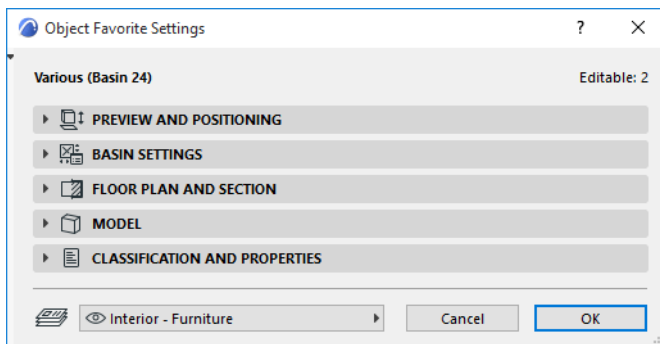 Object Favorite Settings
?
Various (Basin 24)
Editable: 2
PREVIEW AND POSITIONING
BASIN SETTINGS
FLOOR PLAN AND SECTION
MODEL
CLASSIFICATION AND PROPERTIES
Interior - Furniture
Cancel
OK